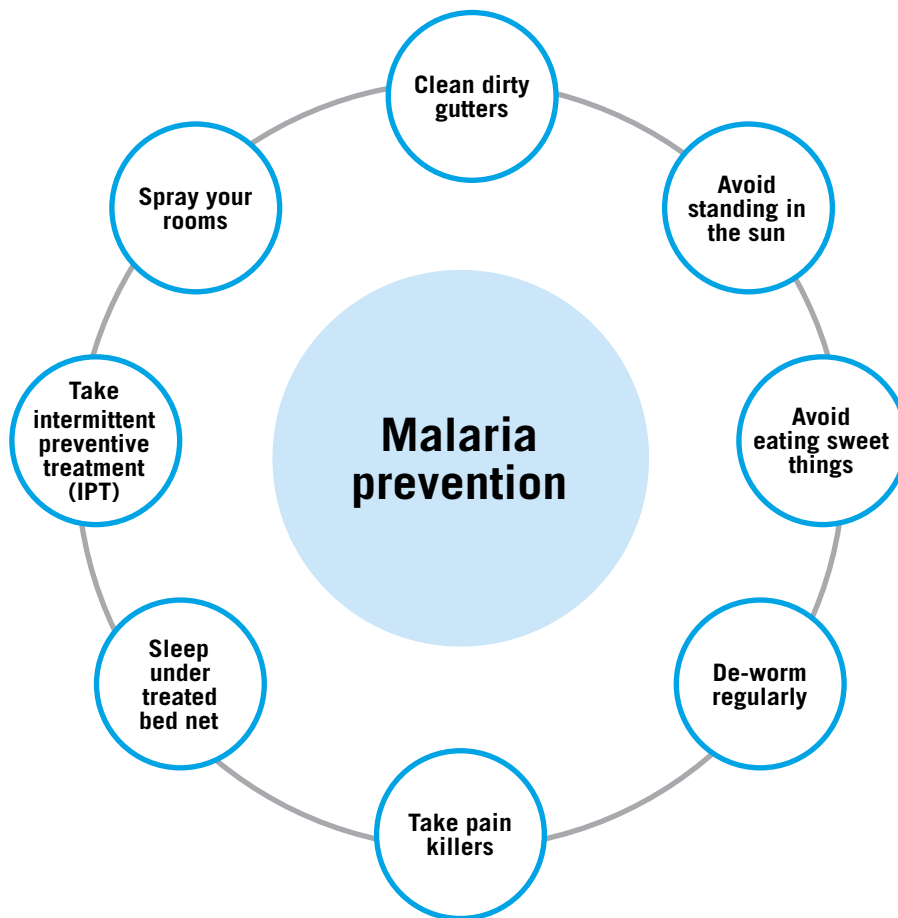 Clean dirty
gutters
Avoid
standing in
the sun
Avoid
eating sweet
things
De-worm
regularly
Take pain
killers
Sleep
under
treated
bed net
Take
intermittent
preventive
treatment
(IPT)
Spray your
rooms
Malaria
prevention